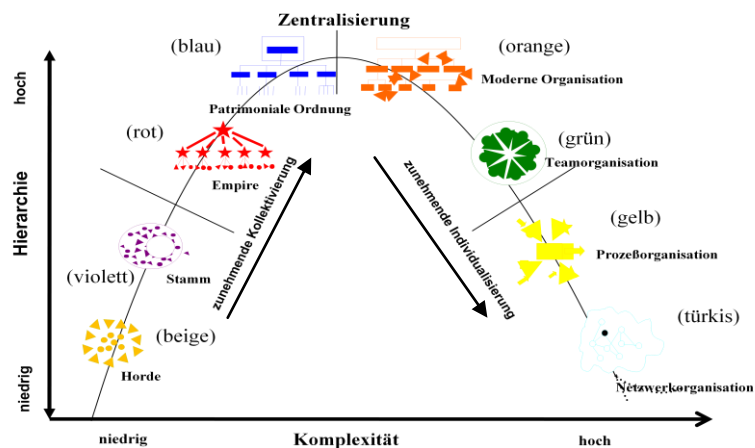 Zentralisierung
(blau)
(orange)
hoch
Moderne Organisation
Patrimoniale Ordnung
(rot)
(grün)
Teamorganisation
Empire
Hierarchie
zunehmende Kollektivierung
zunehmende Individualisierung
(gelb)
Prozeßorganisation
(violett)
Stamm
(türkis)
(beige)
Horde
niedrig
Netzwerkorganisation
niedrig
Komplexität
hoch